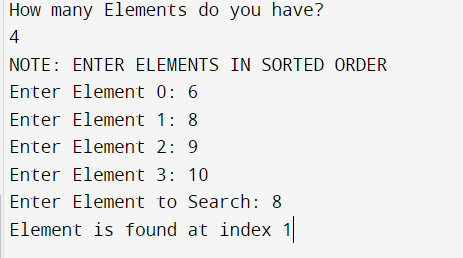 How many Elements do you have?
4
NOTE: ENTER ELEMENTS IN SORTED ORDER
Enter Element 0: 6
Enter Element 1: 8
Enter Element 2: 9
Enter Element 3: 10
Enter Element to Search: 8
Element is found at index 1